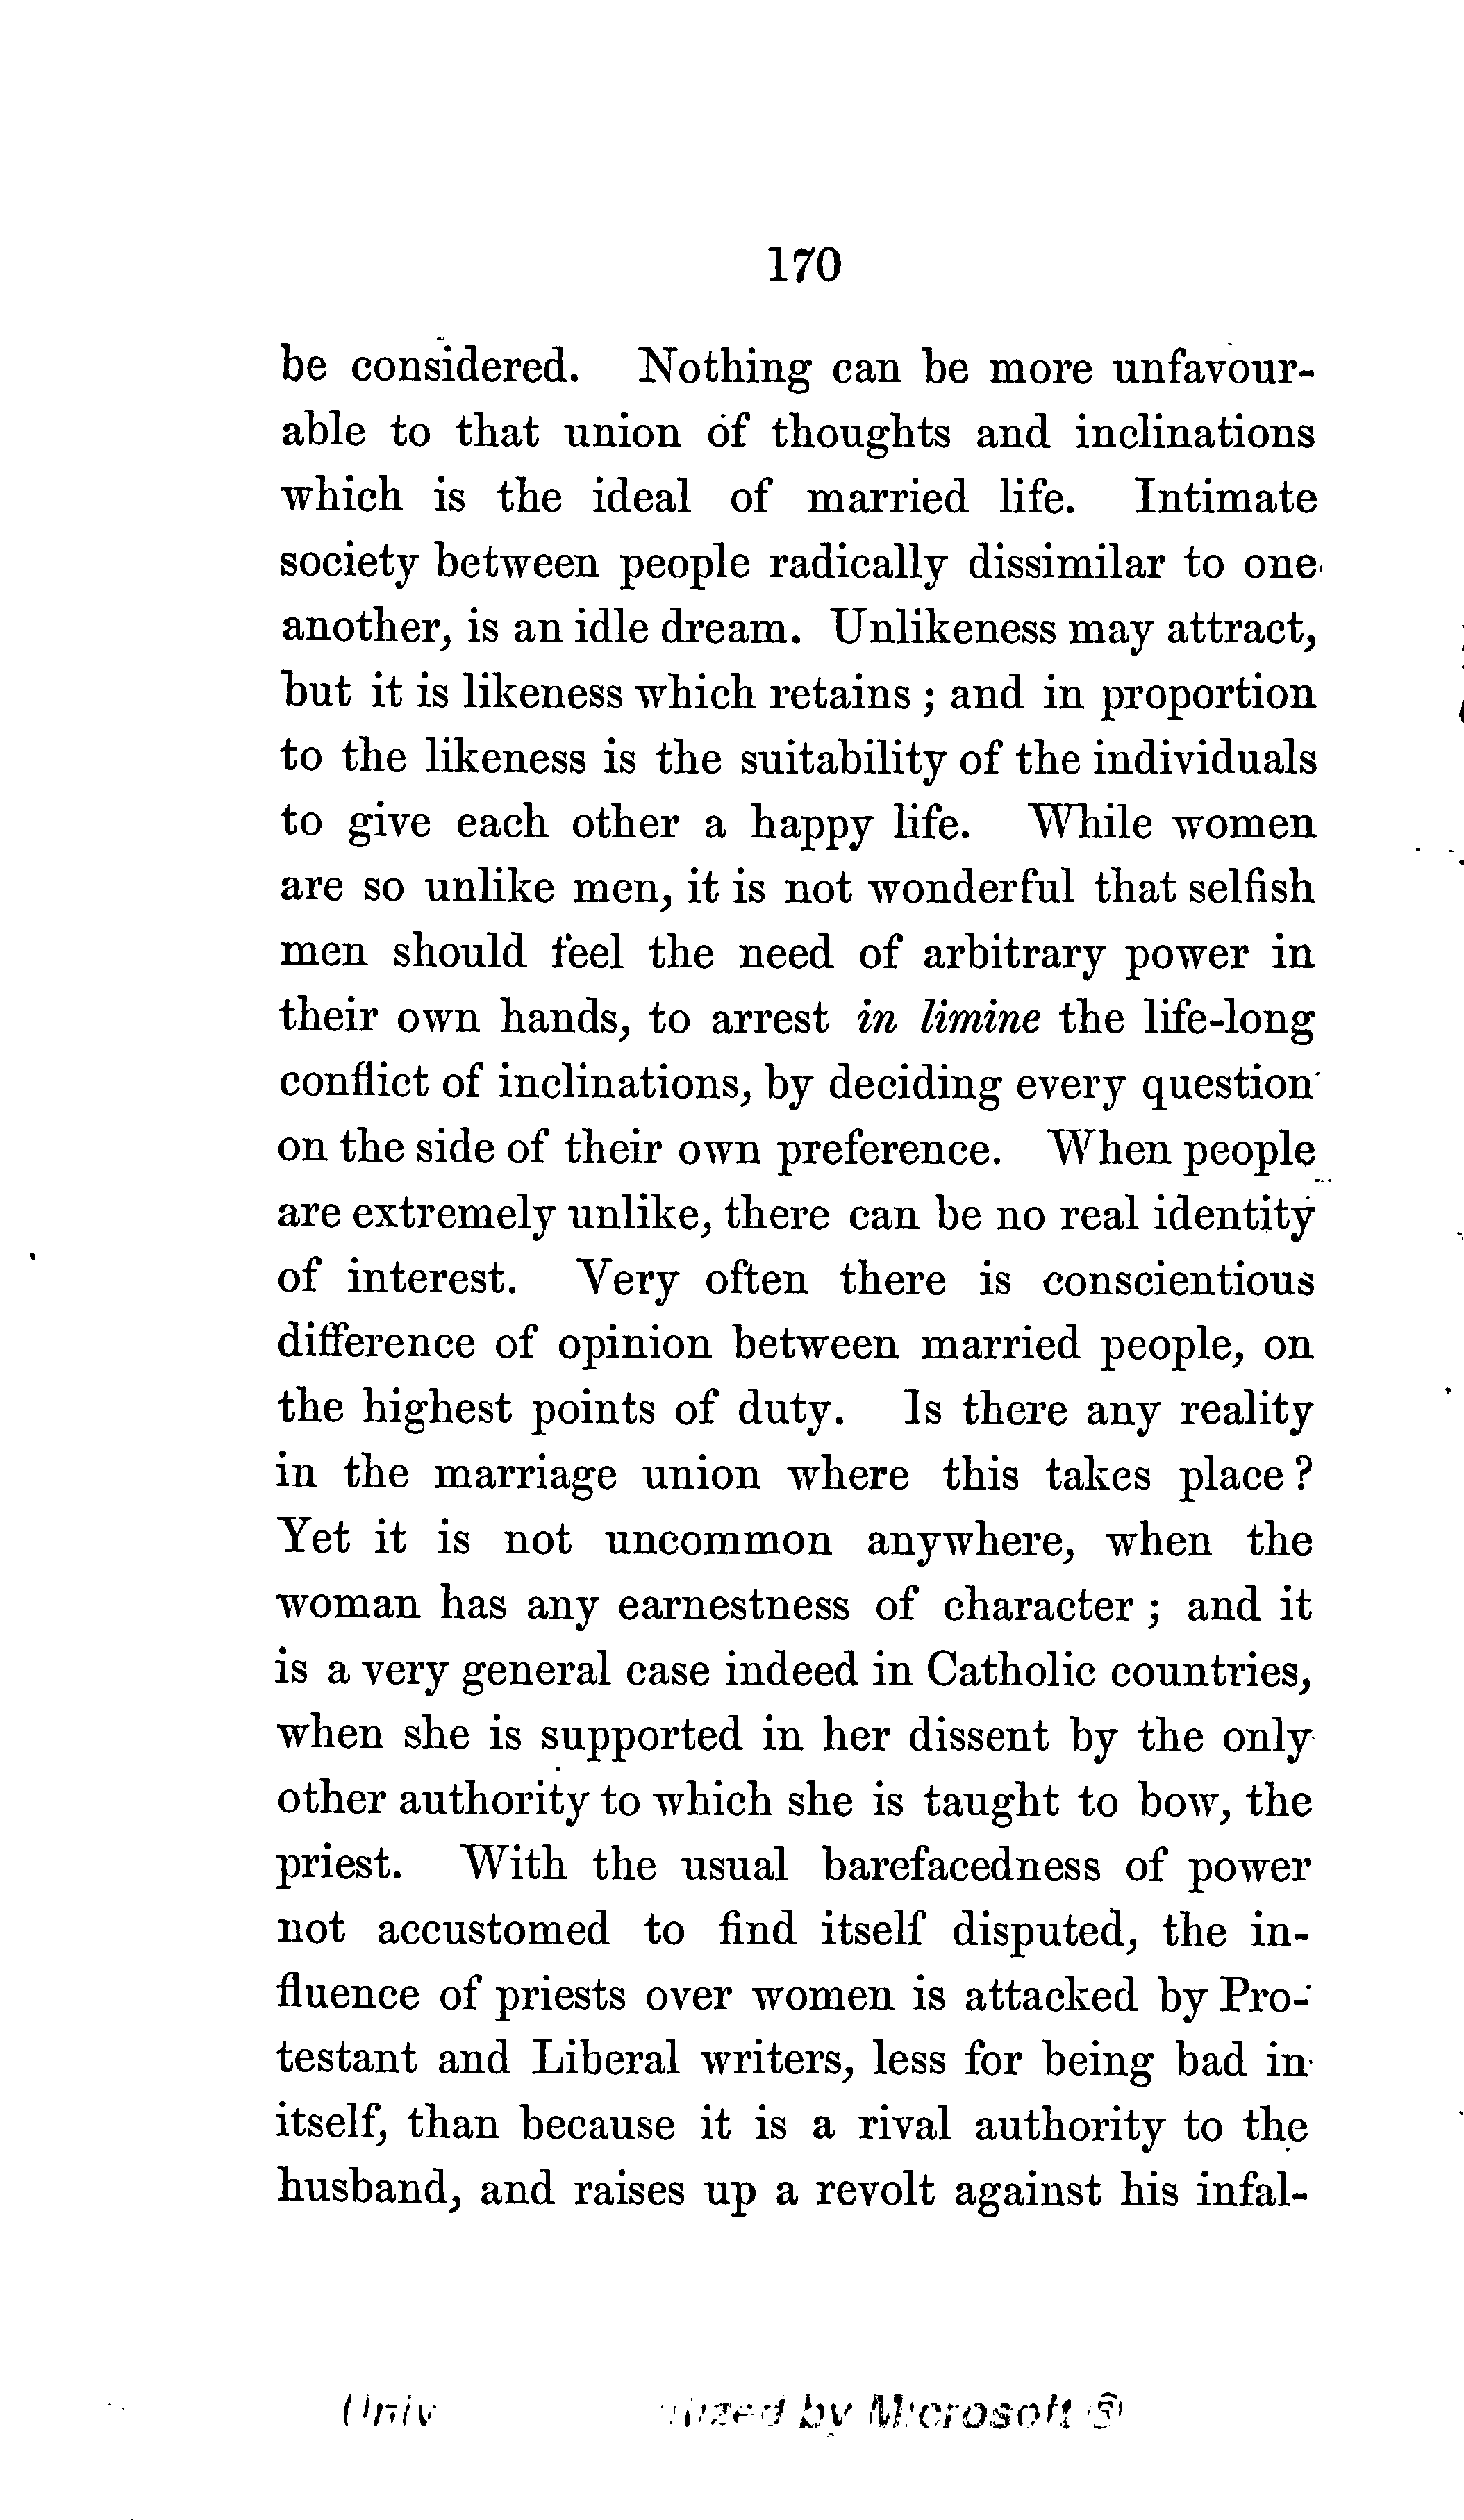 170
be considered. Nothing can be more unfavour-
able to that union of thoughts and inclinations
which is the ideal of married life. Intimate
society between people radically dissimilar to one
another, is an idle dream. Unlikeness may attract,
but it is likeness which retains ; and in proportion
to the likeness is the suitability of the individuals
to give each other a happy life. While women
are so unlike men, it is not wonderful that selfish
men should feel the need of arbitrary power in
their own hands, to arrest in limine the life-long
conflict of inclinations, by deciding every question
on the side of their own preference. When people
are extremely unlike, there can be no real identity
of interest. Very often there is conscientious
difference of opinion between married people, on
the highest points of duty. Is there any reality
in the marriage union where this takes place ?
Yet it is not uncommon anywhere, when the
woman has any earnestness of character ; and it
is a very general case indeed in Catholic countries,
when she is supported in her dissent by the only
other authority to which she is taught to bow, the
priest. With the usual barefacedness of power
not accustomed to find itself disputed, the in-
fluence of priests over women is attacked by Pro-
testant and Liberal writers, less for being bad in
itself, than because it is a rival authority to the
husband, and raises up a revolt against his infal-
by Microsoft ®